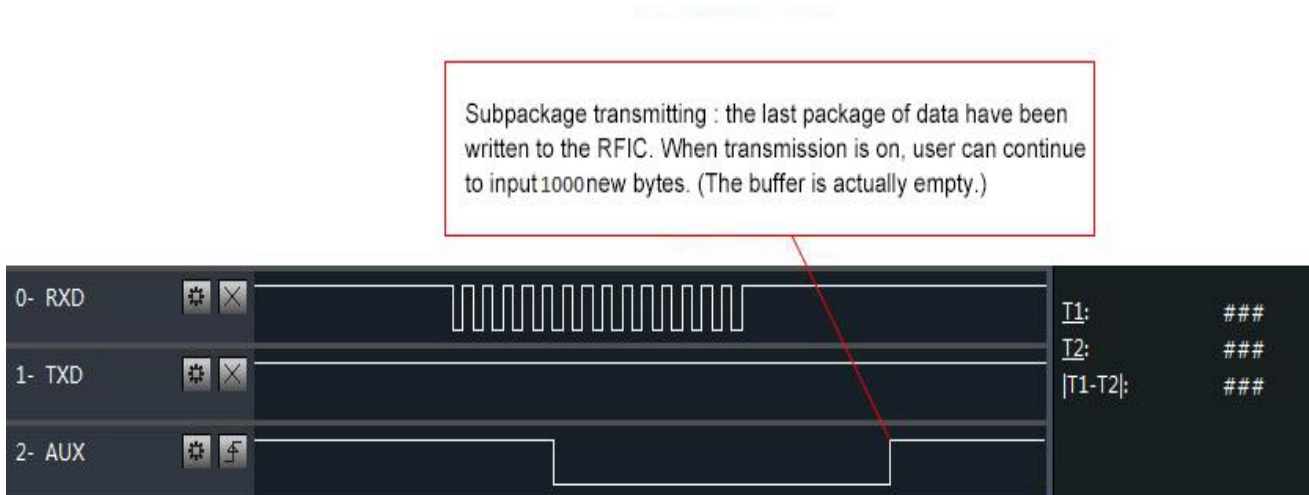 Subpackage transmitting : the last package of data have been
written to the RFIC. When transmission is on, user can continue
to input 1000 new bytes. (The buffer is actually empty.)
0- RXD
T1: ###
T2: ###
1- TXD
|T1-T2|: ###
2- AUX